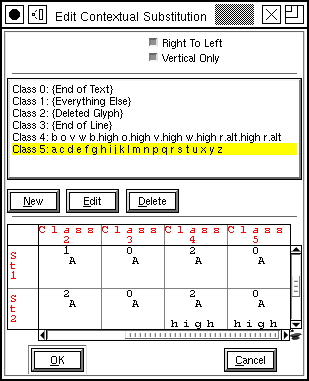 Edit Contextual Substitution
Right To Left
Vertical Only
Class 0: {End of Text}
Class 1: {Everything Else}
Class 2: {Deleted Glyph}
Class 3: {End of Line}
Class 4: b o v w b.high o.high v.high w.high r.alt.high r.alt
Class 5: a c d e f g h i j k l m n p q r s t u x y z
New Edit Delete
Class 2 Class 3 Class 4 Class 5
St 1
1 0 2 0
A A A A
St 2
2 0 2 0
A A A A
high high
OK Cancel